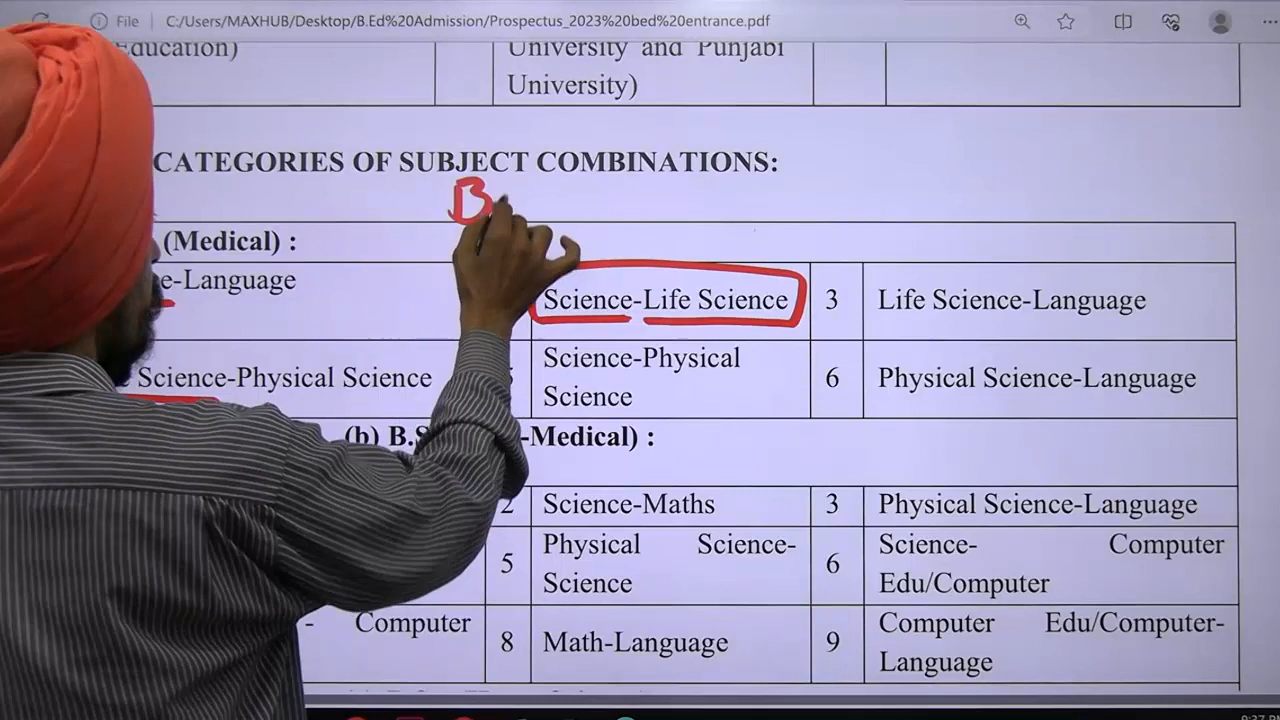 File C:/Users/MAXHUB/Desktop/B.Ed%20Admission/Prospectus_2023%20bed%20entrance.pdf
Education) University and Punjabi
University)
CATEGORIES OF SUBJECT COMBINATIONS:
B
(Medical) :
e-Language Science-Life Science 3 Life Science-Language
Science-Physical Science Science-Physical
Science 6 Physical Science-Language
(b) B.S -Medical) :
2 Science-Maths 3 Physical Science-Language
5 Physical Science-
Science 6 Science- Computer
Edu/Computer
- Computer 8 Math-Language 9 Computer Edu/Computer-
Language